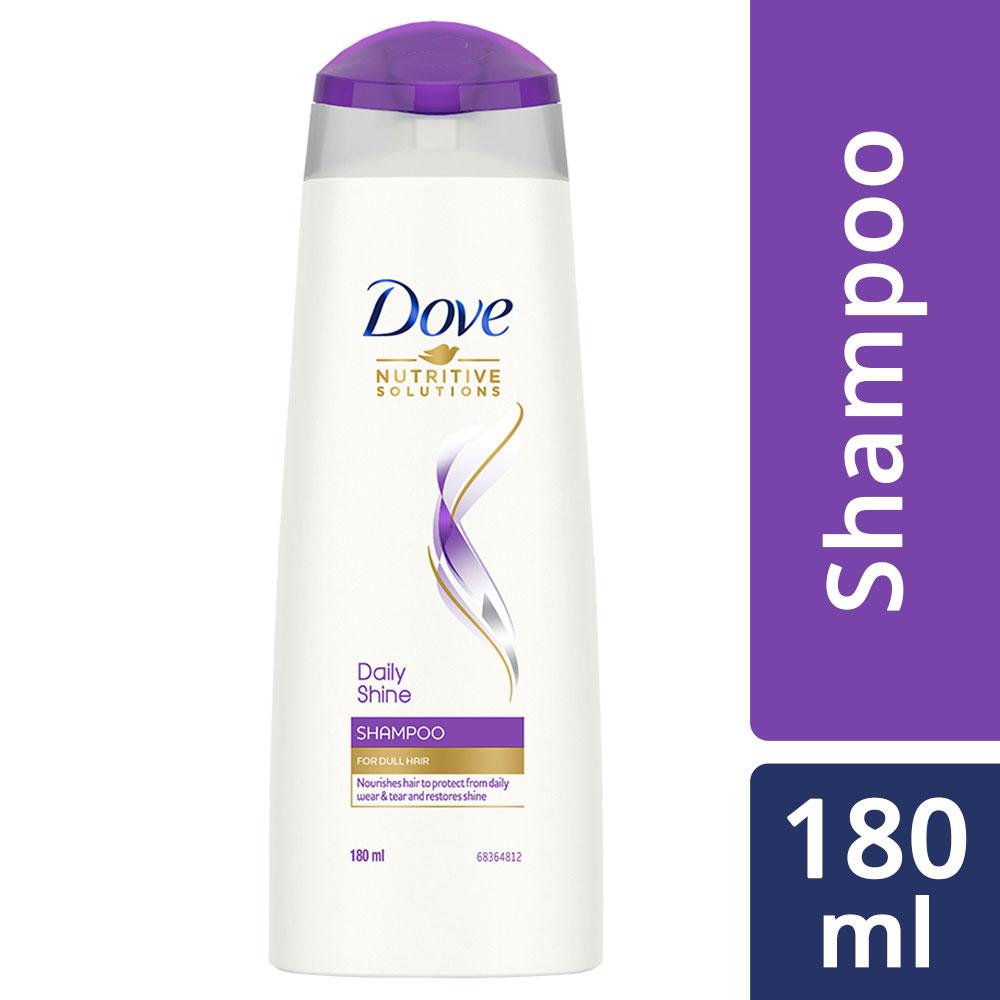 Dove
NUTRITIVE
SOLUTIONS
Daily
Shine
SHAMPOO
FOR DULL HAIR
Nourishes hair to protect from daily
wear & tear and restores shine
180 ml 68364812
Shampoo
180
ml